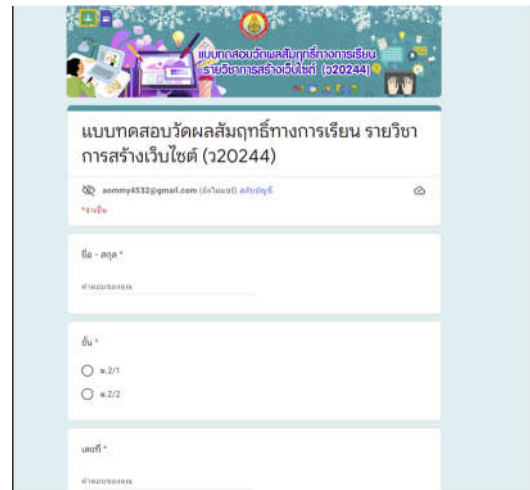 แบบทดสอบวัดผลสัมฤทธิ์ทางการเรียน
รายวิชาการสร้างเว็บไซต์ (ว20244)
แบบทดสอบวัดผลสัมฤทธิ์ทางการเรียน รายวิชา
การสร้างเว็บไซต์ (ว20244)
aommy4532@gmail.com (ยังไม่แชร์) สลับบัญชี
*จำเป็น
ชื่อ - สกุล *
คำตอบของคุณ
ชั้น *
ม.2/1
ม.2/2
เลขที่ *
คำตอบของคุณ